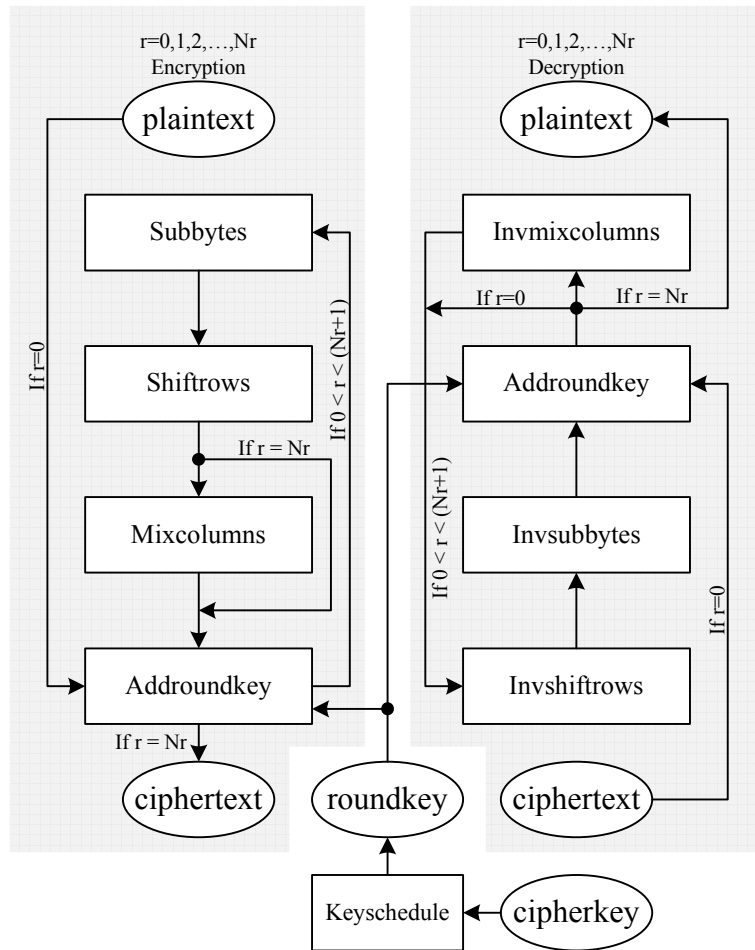 r=0,1,2,…,Nr
Encryption
plaintext
Subbytes
Shiftrows
If r = Nr
Mixcolumns
Addroundkey
If r = Nr
ciphertext
If r=0
If 0 < r < (Nr+1)
r=0,1,2,…,Nr
Decryption
plaintext
Invmixcolumns
If r=0
If r = Nr
Addroundkey
If 0 < r < (Nr+1)
Invsubbytes
If r=0
Invshiftrows
ciphertext
roundkey
Keyschedule
cipherkey